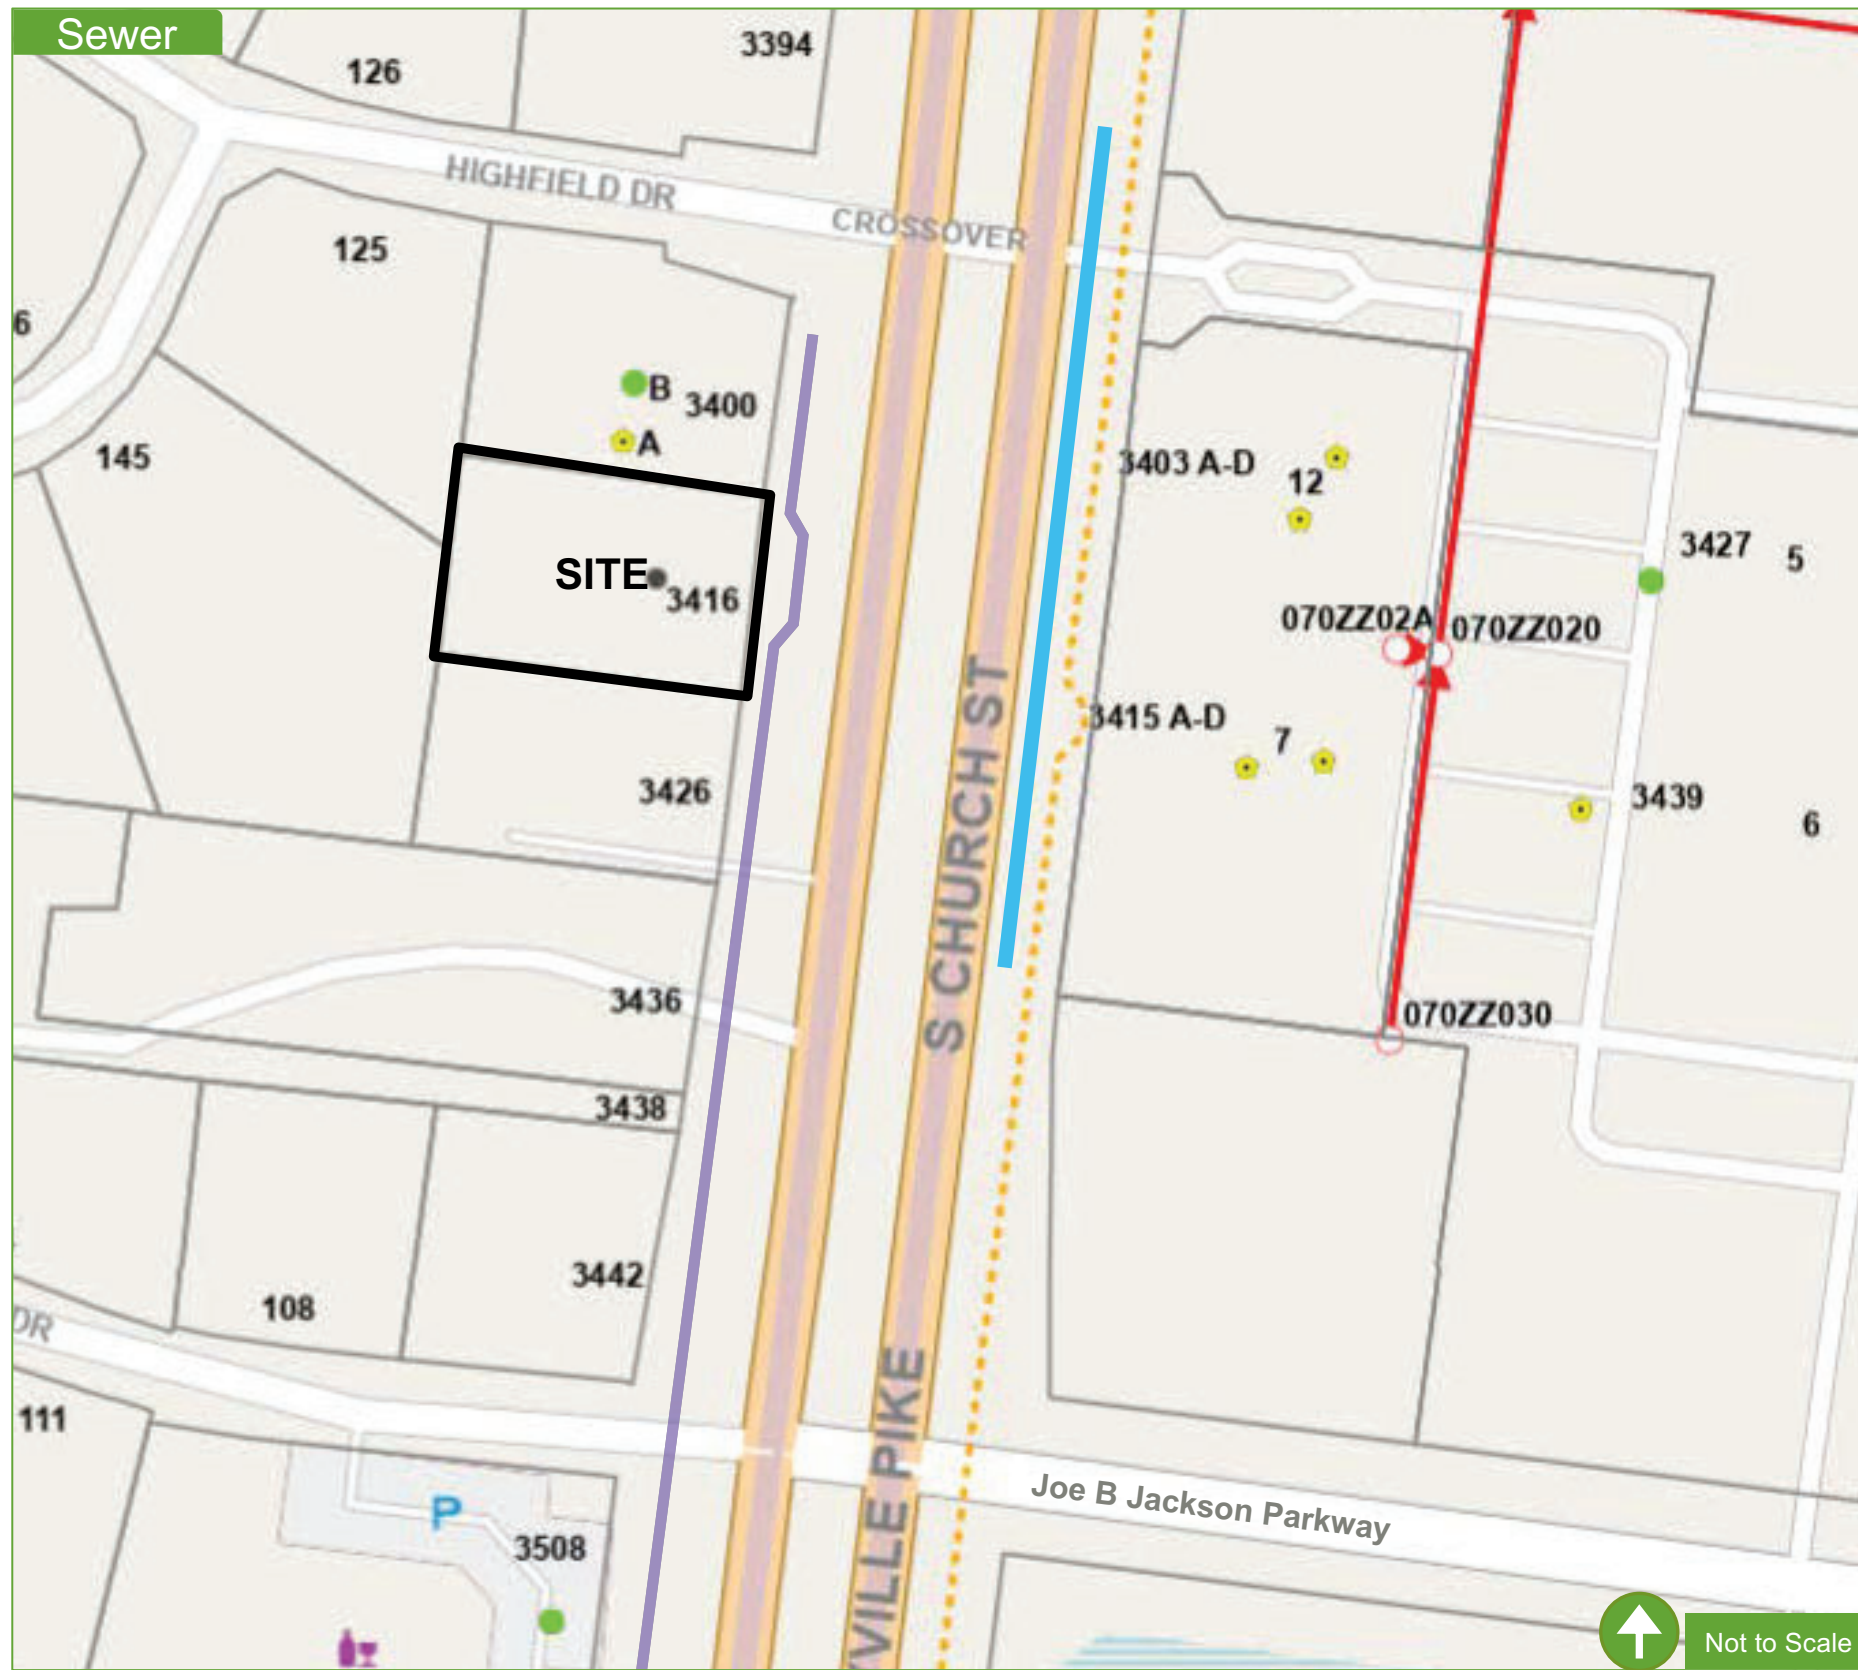 Sewer
3394
126
HIGHFIELD DR
CROSSOVER
125
6
B
3400
A
145
3403 A-D
12
3427
5
SITE
3416
070ZZ02A
070ZZ020
3415 A-D
7
3426
3439
6
S CHURCH ST
3436
070ZZ030
3438
3442
108
DR
111
VILLE PIKE
Joe B Jackson Parkway
P
3508
Not to Scale